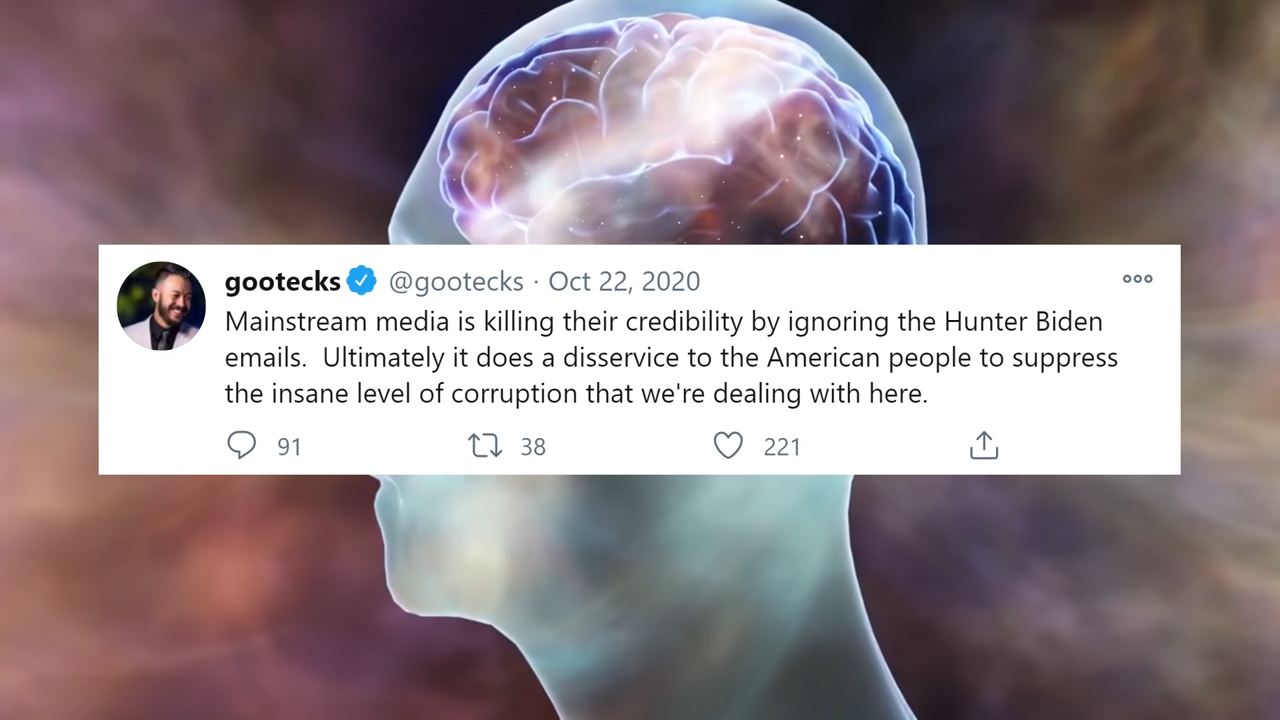 gootecks @gootecks · Oct 22, 2020
Mainstream media is killing their credibility by ignoring the Hunter Biden
emails.  Ultimately it does a disservice to the American people to suppress
the insane level of corruption that we're dealing with here.
91 38 221